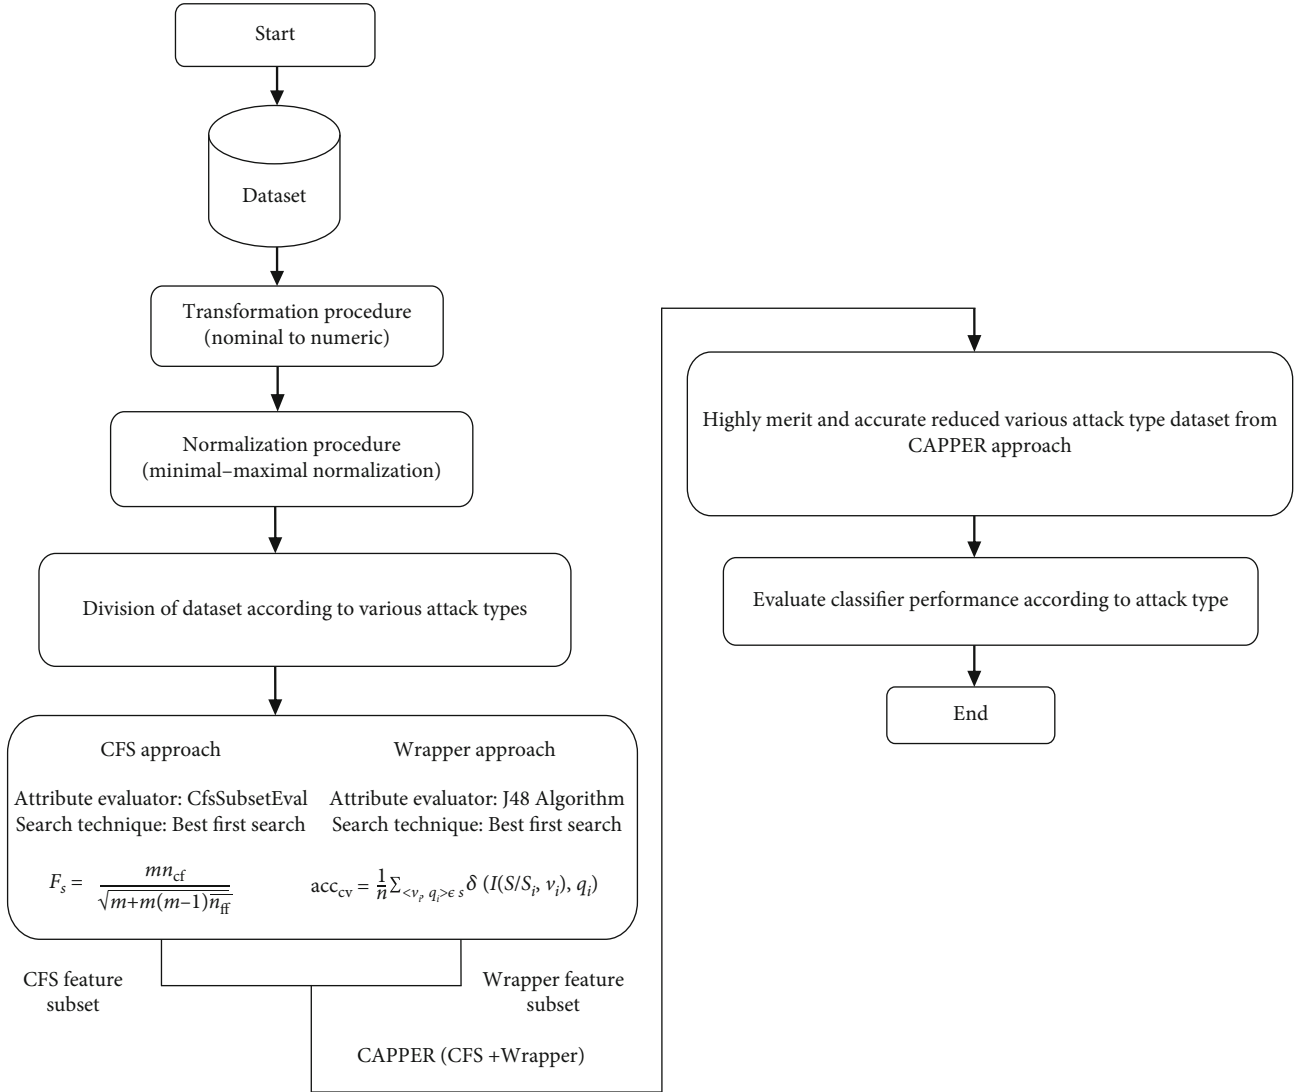 Start
Dataset
Transformation procedure
(nominal to numeric)
Normalization procedure
(minimal–maximal normalization)
Division of dataset according to various attack types
CFS approach
Attribute evaluator: CfsSubsetEval
Search technique: Best first search
F_s = mn_cf / √(m+m(m–1)n̅_ff)
Wrapper approach
Attribute evaluator: J48 Algorithm
Search technique: Best first search
acc_cv = 1/n Σ_<v_i, q_i>ϵ s δ (I(S/S_i, v_i), q_i)
CFS feature
subset
Wrapper feature
subset
CAPPER (CFS +Wrapper)
Highly merit and accurate reduced various attack type dataset from
CAPPER approach
Evaluate classifier performance according to attack type
End